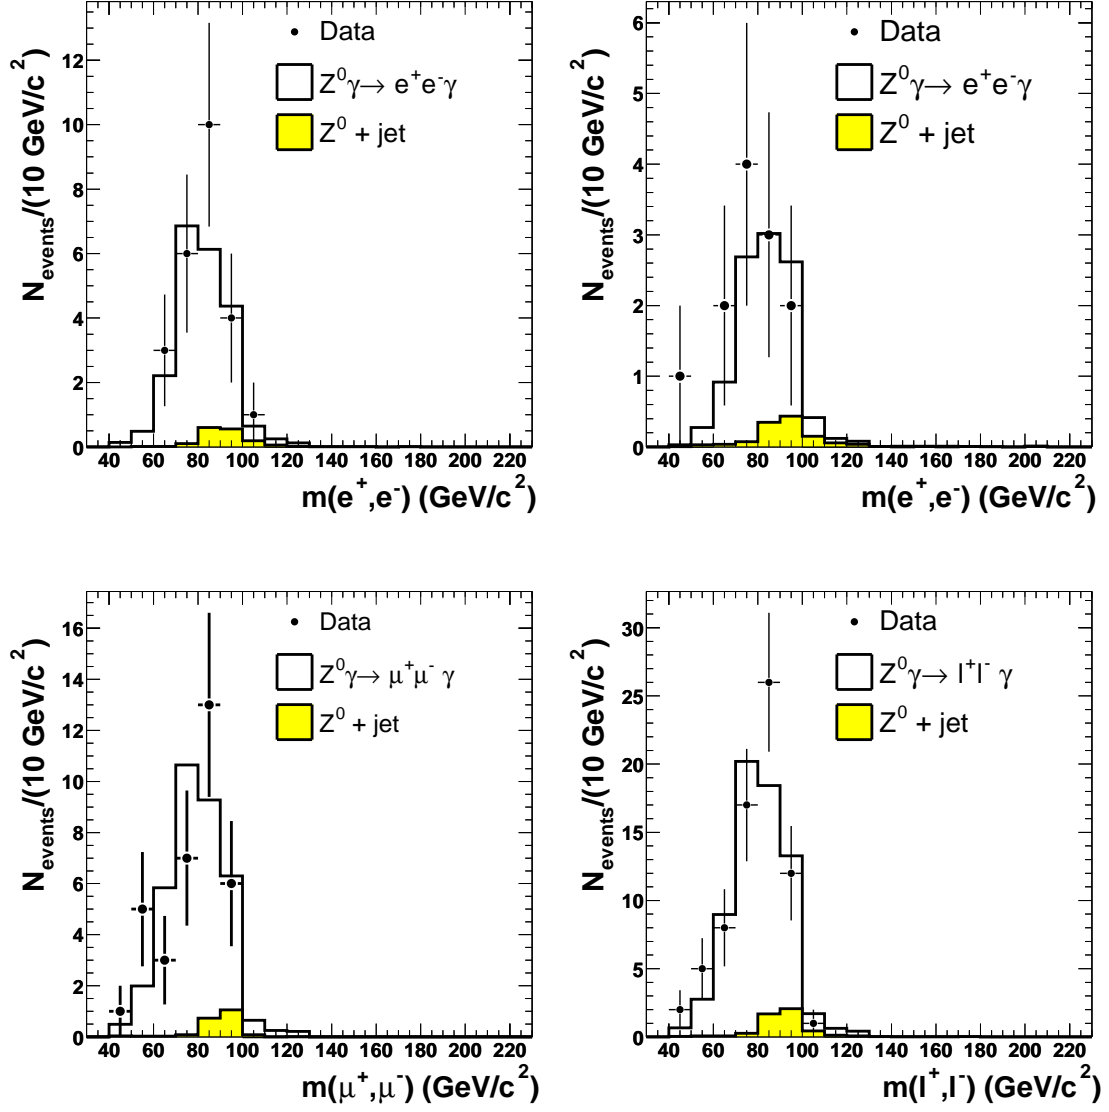 Data
Z⁰γ→ e⁺e⁻γ
Z⁰ + jet
N_events/(10 GeV/c²)
0 2 4 6 8 10 12
40 60 80 100 120 140 160 180 200 220
m(e⁺,e⁻) (GeV/c²)
Data
Z⁰γ→ e⁺e⁻γ
Z⁰ + jet
N_events/(10 GeV/c²)
0 1 2 3 4 5 6
40 60 80 100 120 140 160 180 200 220
m(e⁺,e⁻) (GeV/c²)
Data
Z⁰γ→ μ⁺μ⁻ γ
Z⁰ + jet
N_events/(10 GeV/c²)
0 2 4 6 8 10 12 14 16
40 60 80 100 120 140 160 180 200 220
m(μ⁺,μ⁻) (GeV/c²)
Data
Z⁰γ→ l⁺l⁻ γ
Z⁰ + jet
N_events/(10 GeV/c²)
0 5 10 15 20 25 30
40 60 80 100 120 140 160 180 200 220
m(l⁺,l⁻) (GeV/c²)